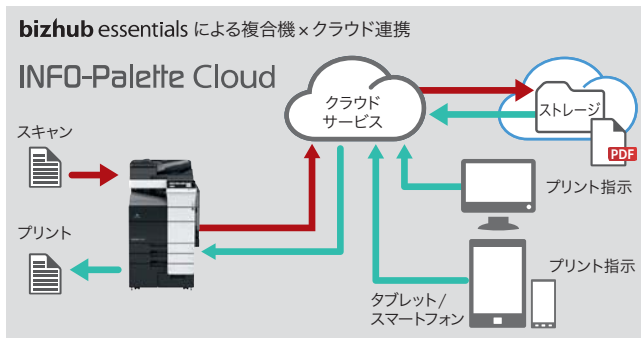 bizhub essentials による複合機×クラウド連携
INFO-Palette Cloud
スキャン
プリント
クラウド
サービス
ストレージ
PDF
プリント指示
プリント指示
タブレット/
スマートフォン